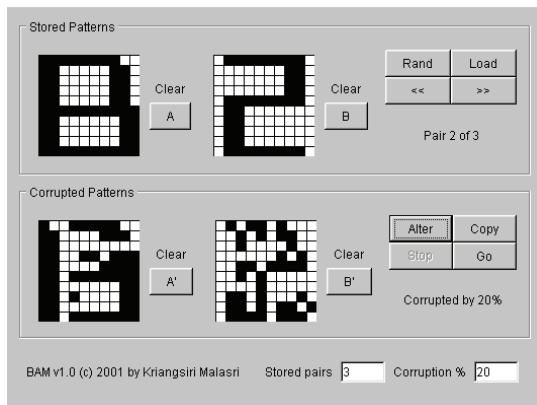 Stored Patterns
Clear
A
Clear
B
Rand Load
<< >>
Pair 2 of 3
Corrupted Patterns
Clear
A'
Clear
B'
Alter Copy
Stop Go
Corrupted by 20%
BAM v1.0 (c) 2001 by Kriangsiri Malasri Stored pairs 3 Corruption % 20